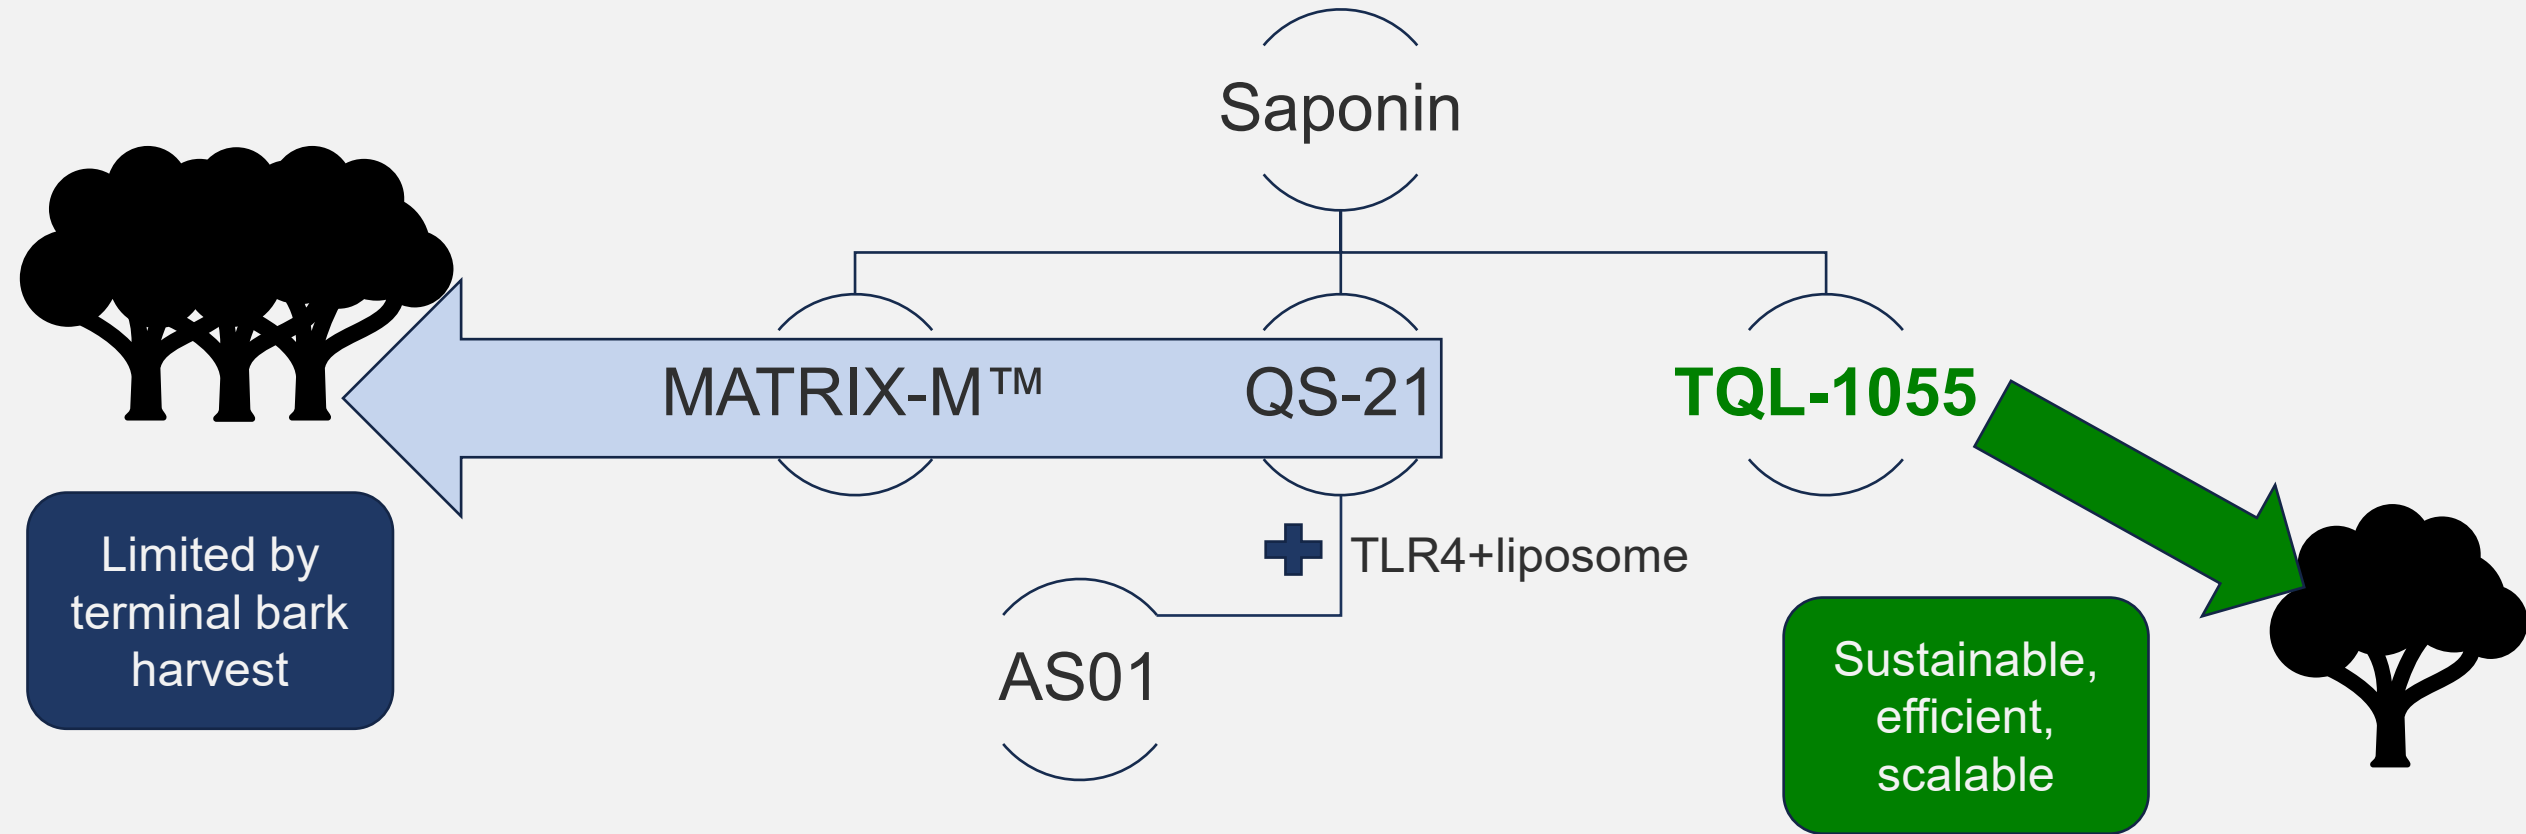 Saponin
MATRIX-M™
QS-21
TQL-1055
TLR4+liposome
Limited by
terminal bark
harvest
AS01
Sustainable,
efficient,
scalable